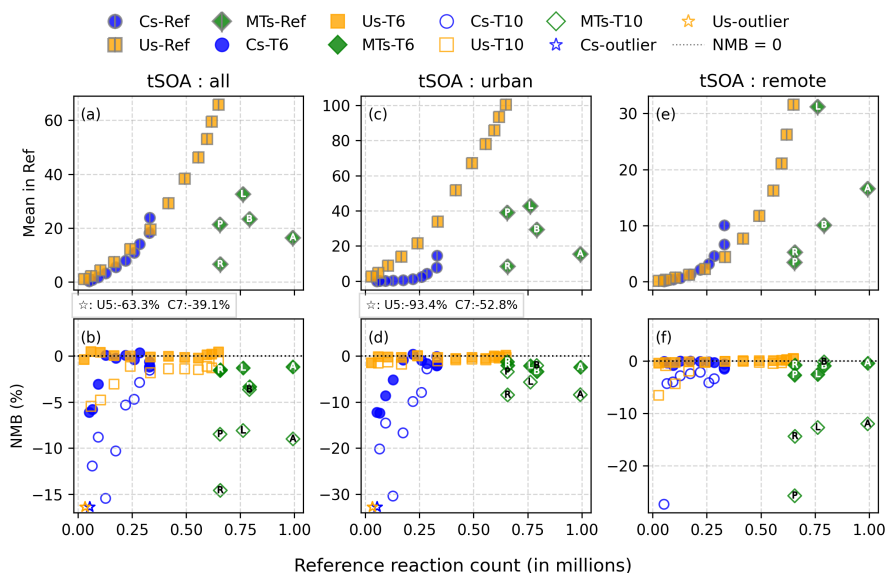 Cs-Ref
MTs-Ref
Us-T6
Cs-T10
MTs-T10
Us-outlier
Us-Ref
Cs-T6
MTs-T6
Us-T10
Cs-outlier
NMB = 0
tSOA : all
tSOA : urban
tSOA : remote
Mean in Ref
(a)
60
40
20
0
L
P
B
A
R
(c)
100
80
60
40
20
0
P
L
B
A
R
(e)
30
20
10
0
L
A
B
R
P
☆: U5:-63.3%  C7:-39.1%
☆: U5:-93.4%  C7:-52.8%
NMB (%)
(b)
0
−5
−10
−15
R
L
A
B
P
L
A
R
0.00
0.25
0.50
0.75
1.00
(d)
0
−10
−20
−30
R
P
L
B
B
A
L
R
A
0.00
0.25
0.50
0.75
1.00
(f)
0
−10
−20
R
P
L
B
A
A
L
R
P
0.00
0.25
0.50
0.75
1.00
Reference reaction count (in millions)